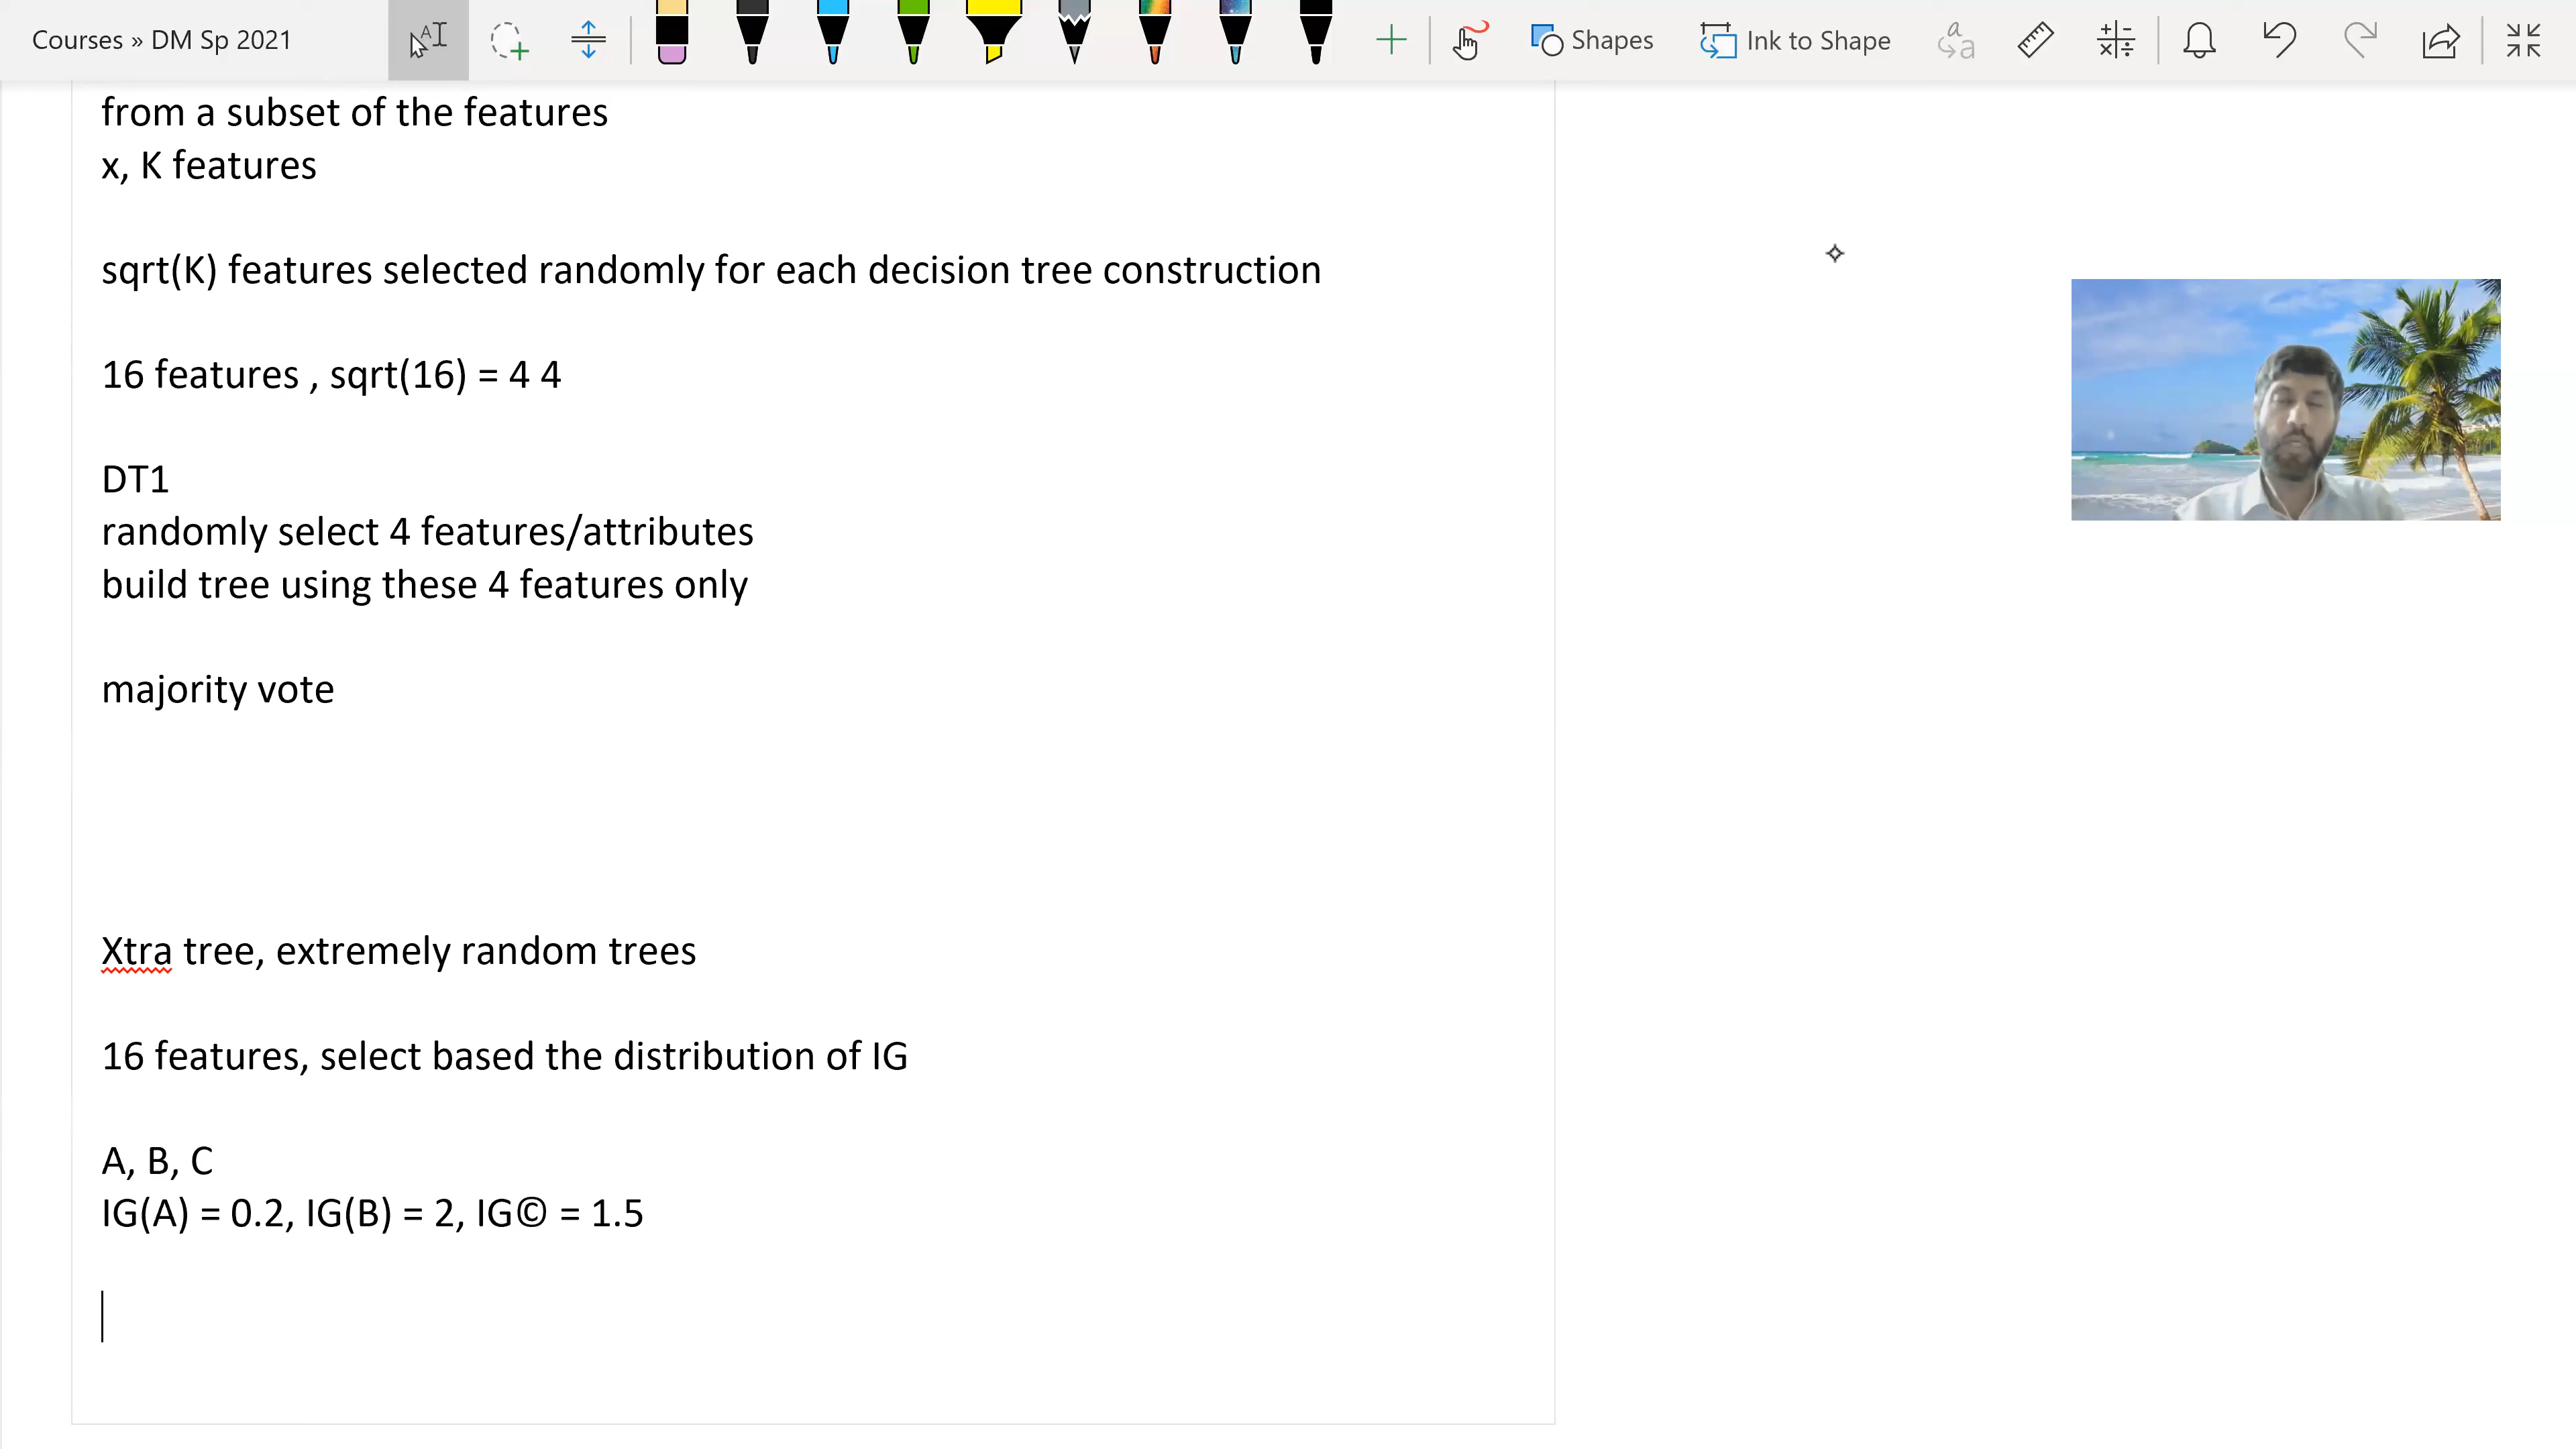 Courses » DM Sp 2021
Shapes
Ink to Shape
from a subset of the features
x, K features
sqrt(K) features selected randomly for each decision tree construction
16 features , sqrt(16) = 4 4
DT1
randomly select 4 features/attributes
build tree using these 4 features only
majority vote
Xtra tree, extremely random trees
16 features, select based the distribution of IG
A, B, C
IG(A) = 0.2, IG(B) = 2, IG© = 1.5